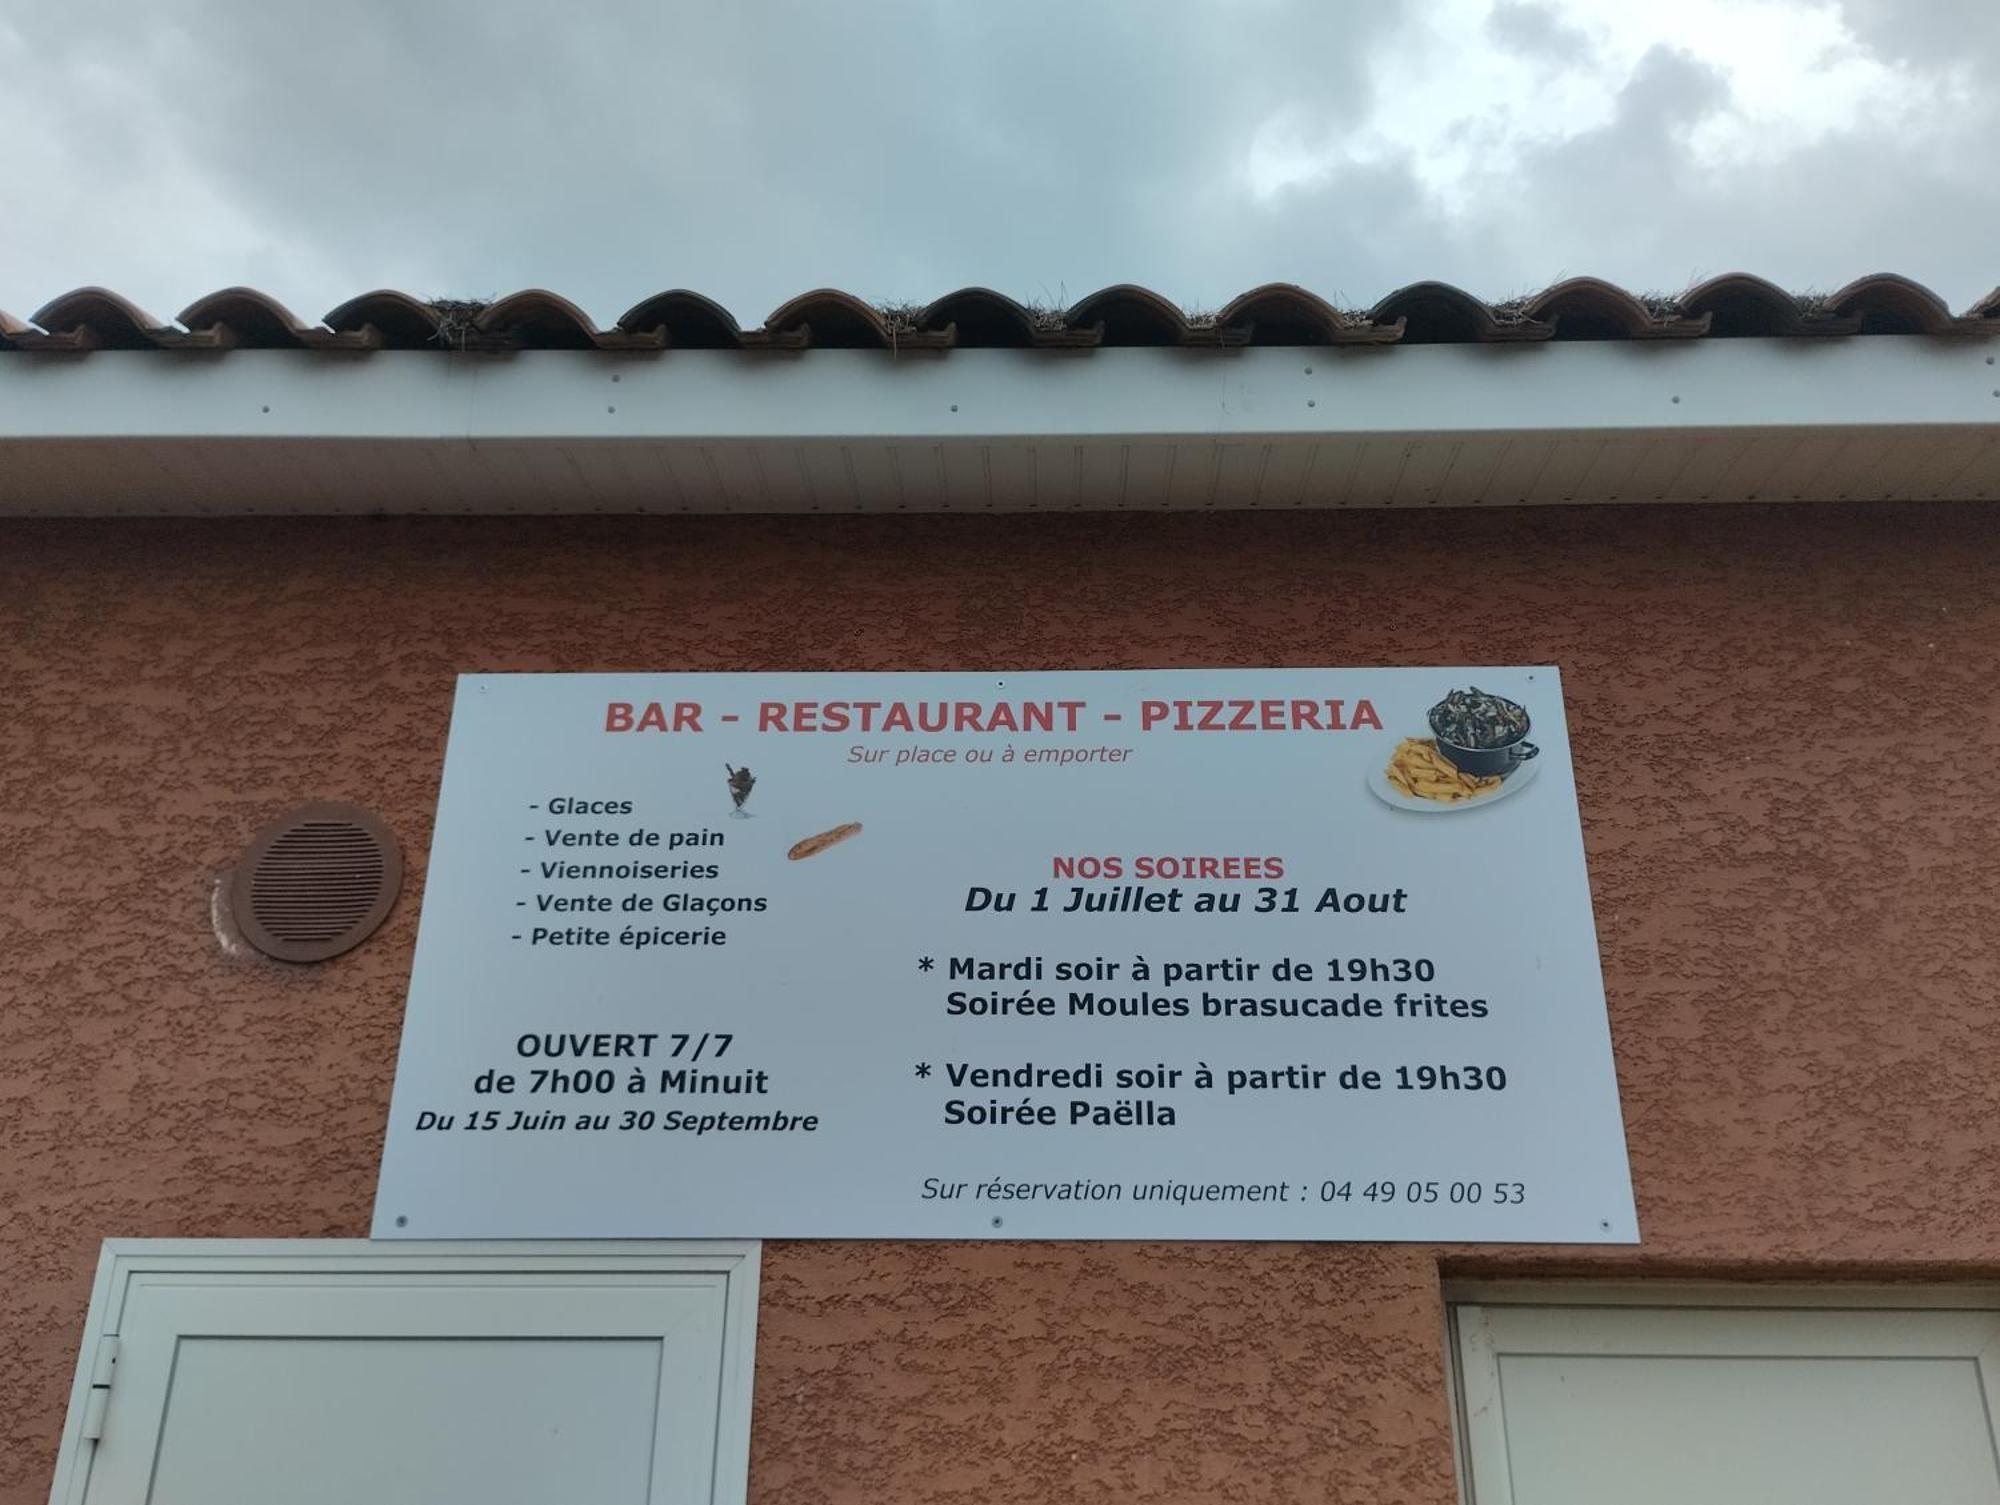 BAR - RESTAURANT - PIZZERIA
Sur place ou à emporter
- Glaces
- Vente de pain
- Viennoiseries
- Vente de Glaçons
- Petite épicerie
OUVERT 7/7
de 7h00 à Minuit
Du 15 Juin au 30 Septembre
NOS SOIREES
Du 1 Juillet au 31 Aout
* Mardi soir à partir de 19h30
Soirée Moules brasucade frites
* Vendredi soir à partir de 19h30
Soirée Paëlla
Sur réservation uniquement : 04 49 05 00 53